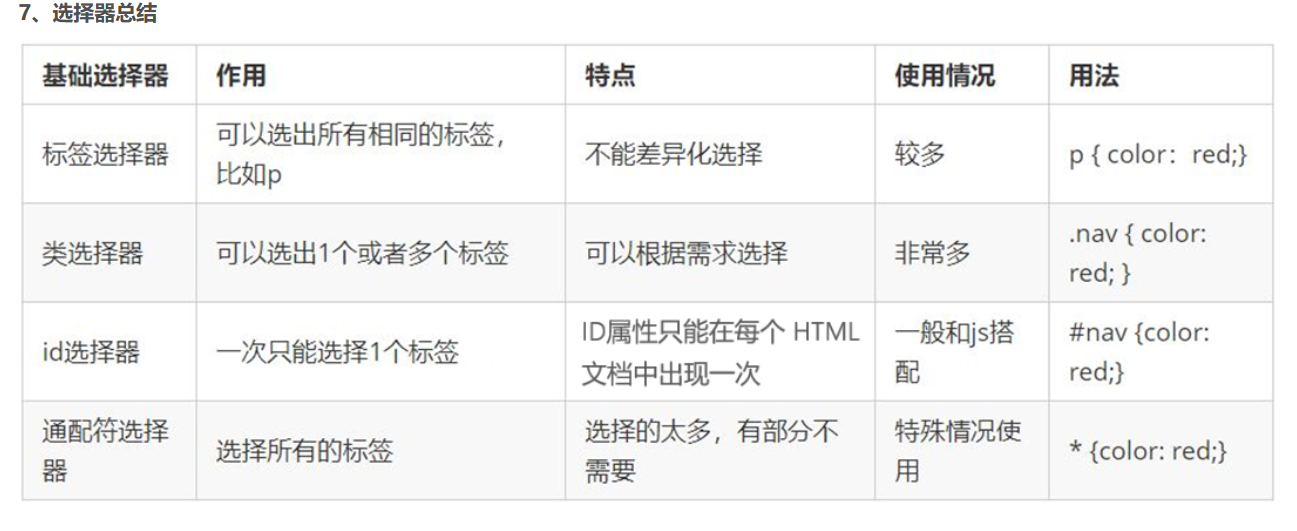 7、选择器总结
基础选择器 作用 特点 使用情况 用法
标签选择器 可以选出所有相同的标签，
比如p 不能差异化选择 较多 p { color：red;}
类选择器 可以选出1个或者多个标签 可以根据需求选择 非常多 .nav { color:
red; }
id选择器 一次只能选择1个标签 ID属性只能在每个 HTML
文档中出现一次 一般和js搭
配 #nav {color:
red;}
通配符选择
器 选择所有的标签 选择的太多，有部分不
需要 特殊情况使
用 * {color: red;}